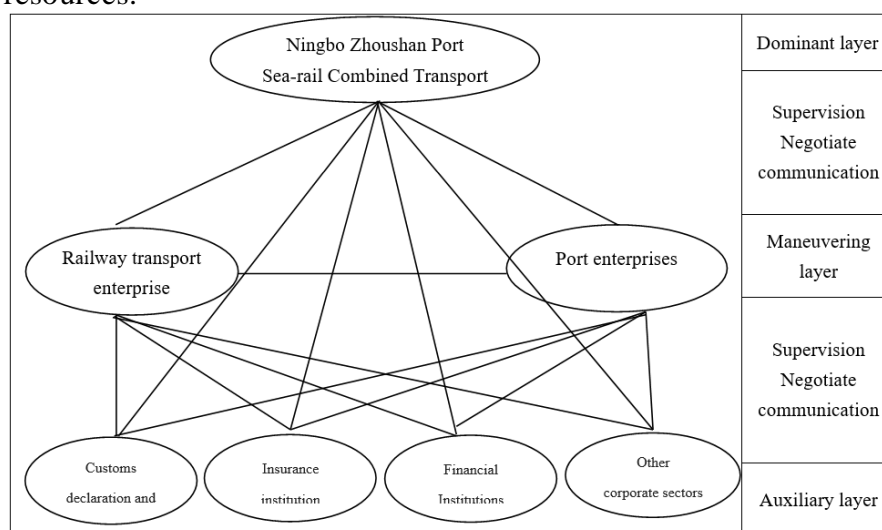 resources.
Ningbo Zhoushan Port
Sea-rail Combined Transport
Dominant layer
Supervision
Negotiate
communication
Railway transport
enterprise
Port enterprises
Maneuvering
layer
Supervision
Negotiate
communication
Customs
declaration and
Insurance
institution
Financial
Institutions
Other
corporate sectors
Auxiliary layer